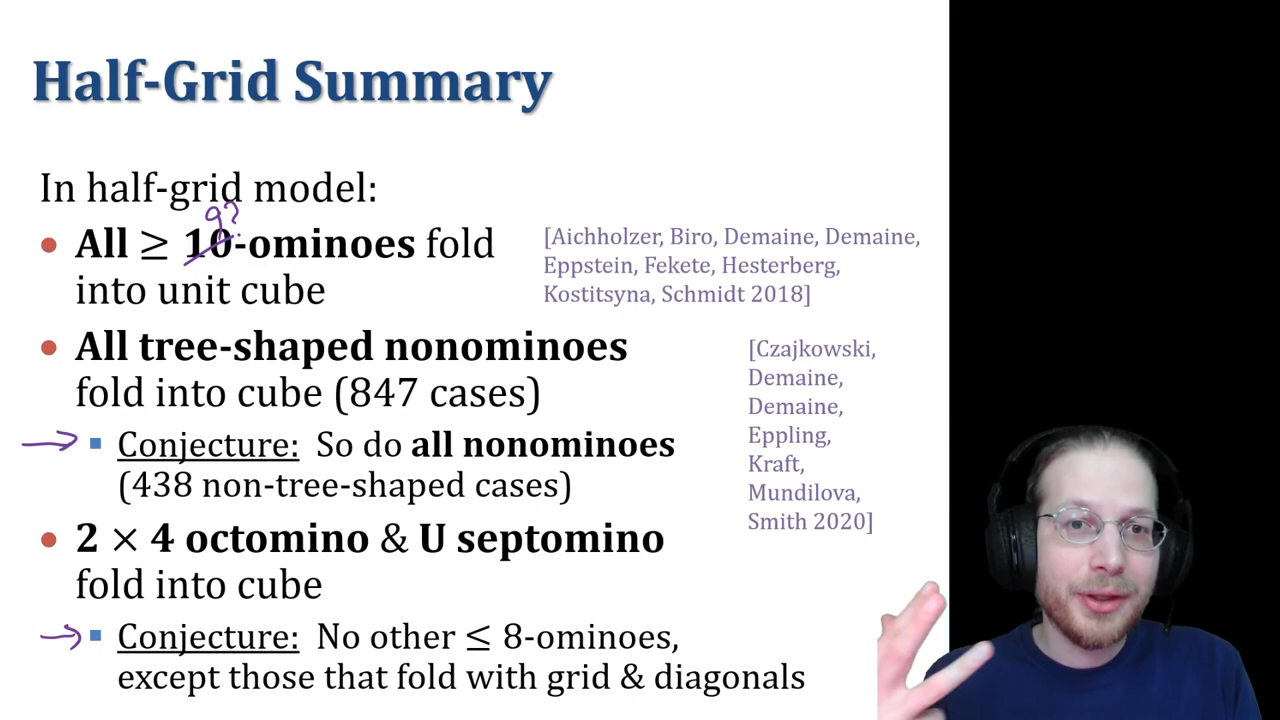 Half-Grid Summary
In half-grid model:
9?
All ≥ 10-ominoes fold
into unit cube
[Aichholzer, Biro, Demaine, Demaine,
Eppstein, Fekete, Hesterberg,
Kostitsyna, Schmidt 2018]
All tree-shaped nonominoes
fold into cube (847 cases)
Conjecture: So do all nonominoes
(438 non-tree-shaped cases)
[Czajkowski,
Demaine,
Demaine,
Eppling,
Kraft,
Mundilova,
Smith 2020]
2 × 4 octomino & U septomino
fold into cube
Conjecture: No other ≤ 8-ominoes,
except those that fold with grid & diagonals